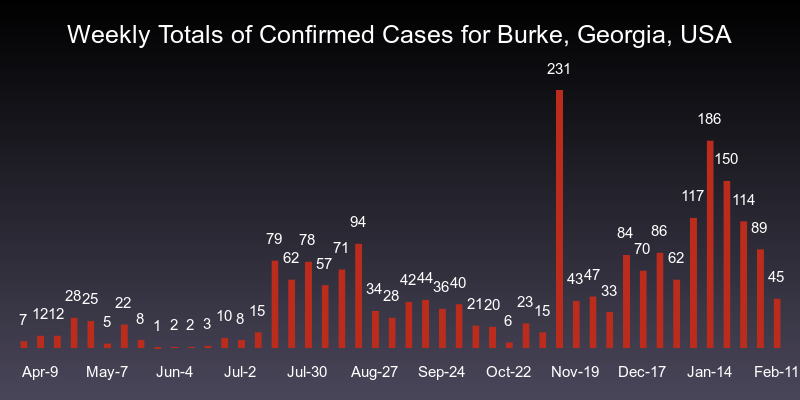 Weekly Totals of Confirmed Cases for Burke, Georgia, USA
7 12 12 28 25 5 22 8 1 2 2 3 10 8 15 79 62 78 57 71 94 34 28 42 44 36 40 21 20 6 23 15 231 43 47 33 84 70 86 62 117 186 150 114 89 45
Apr-9 May-7 Jun-4 Jul-2 Jul-30 Aug-27 Sep-24 Oct-22 Nov-19 Dec-17 Jan-14 Feb-11